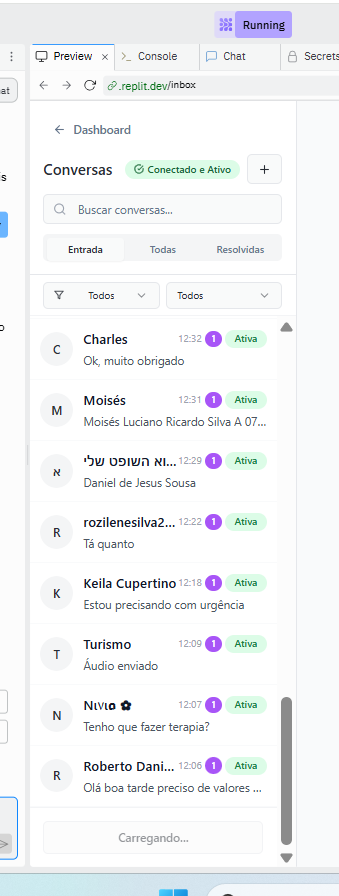 Running
Preview
Console
Chat
Secrets
.replit.dev/inbox
Dashboard
Conversas
Conectado e Ativo
Buscar conversas...
Entrada
Todas
Resolvidas
Todos
Todos
C
Charles
12:32
1
Ativa
Ok, muito obrigado
M
Moisés
12:31
1
Ativa
Moisés Luciano Ricardo Silva A 07...
א
וא השופט שלי...
12:29
1
Ativa
Daniel de Jesus Sousa
R
rozilenesilva2...
12:22
1
Ativa
Tá quanto
K
Keila Cupertino
12:18
1
Ativa
Estou precisando com urgência
T
Turismo
12:09
1
Ativa
Áudio enviado
N
Nινισ ✿
12:07
1
Ativa
Tenho que fazer terapia?
R
Roberto Dani...
12:06
1
Ativa
Olá boa tarde preciso de valores ...
Carregando...